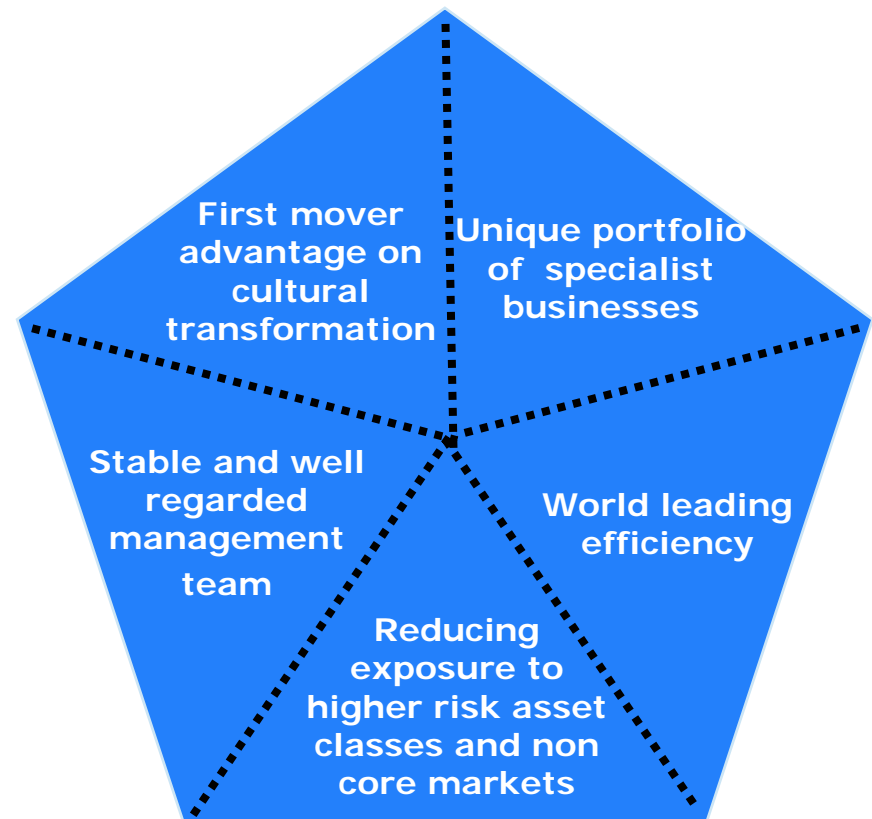 First mover
advantage on
cultural
transformation
Unique portfolio
of specialist
businesses
Stable and well
regarded
management
team
World leading
efficiency
Reducing
exposure to
higher risk asset
classes and non
core markets